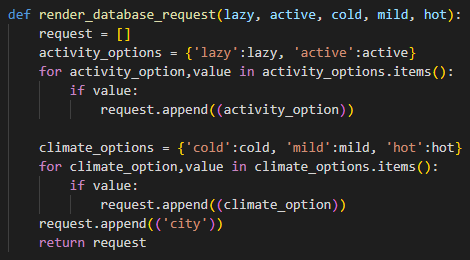 def render_database_request(lazy, active, cold, mild, hot):
    request = []
    activity_options = {'lazy':lazy, 'active':active}
    for activity_option,value in activity_options.items():
        if value:
            request.append((activity_option))

    climate_options = {'cold':cold, 'mild':mild, 'hot':hot}
    for climate_option,value in climate_options.items():
        if value:
            request.append((climate_option))
    request.append(('city'))
    return request